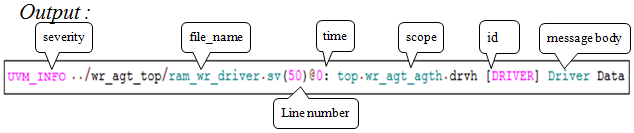 Output :
severity
file_name
time
scope
id
message body
UVM_INFO ../wr_agt_top/ram_wr_driver.sv(50)@0: top.wr_agt_agth.drvh [DRIVER] Driver Data
Line number